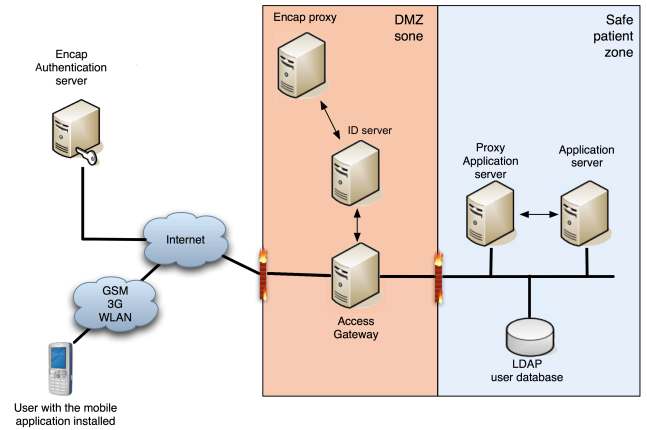 Encap proxy
DMZ
sone
Safe
patient
zone
Encap
Authentication
server
ID server
Proxy
Application
server
Application
server
Internet
GSM
3G
WLAN
Access
Gateway
LDAP
user database
User with the mobile
application installed